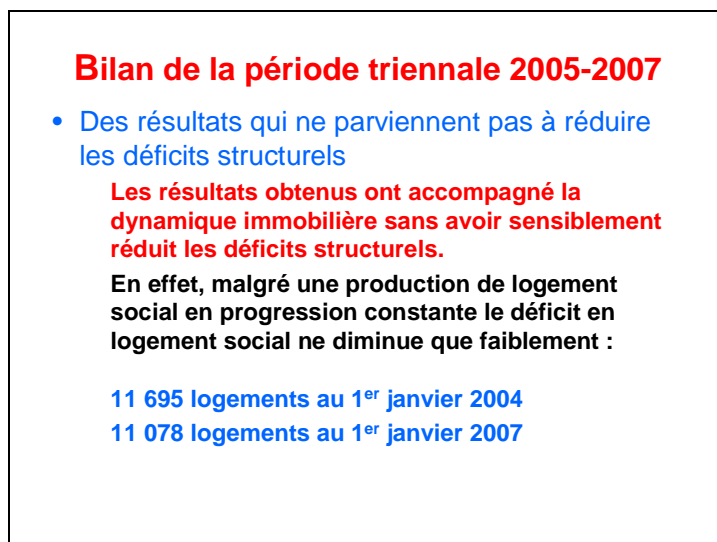 Bilan de la période triennale 2005-2007
• Des résultats qui ne parviennent pas à réduire
les déficits structurels
Les résultats obtenus ont accompagné la
dynamique immobilière sans avoir sensiblement
réduit les déficits structurels.
En effet, malgré une production de logement
social en progression constante le déficit en
logement social ne diminue que faiblement :
11 695 logements au 1er janvier 2004
11 078 logements au 1er janvier 2007